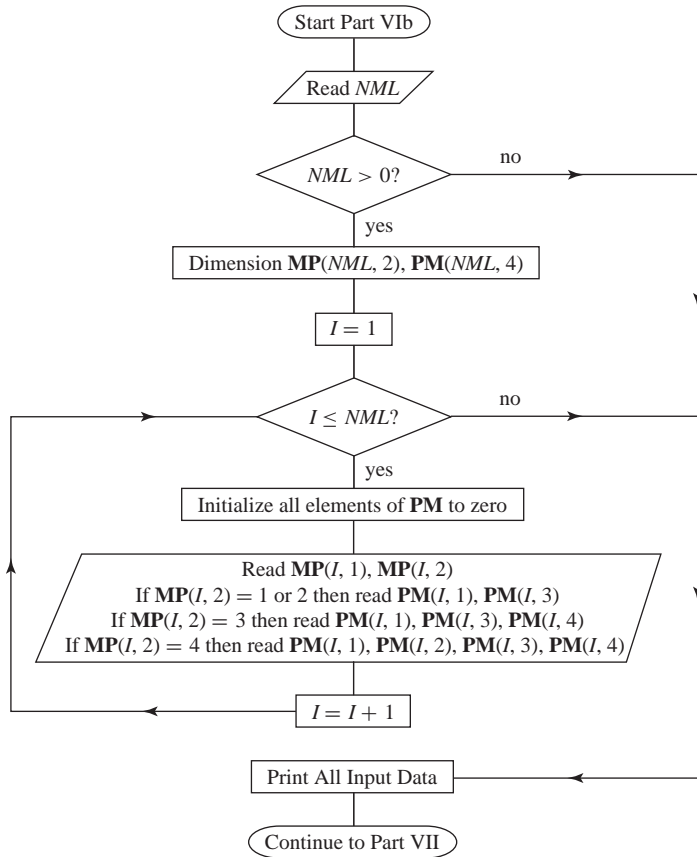 Start Part VIb
Read NML
NML > 0?
no
yes
Dimension MP(NML, 2), PM(NML, 4)
I = 1
I ≤ NML?
no
yes
Initialize all elements of PM to zero
Read MP(I, 1), MP(I, 2)
If MP(I, 2) = 1 or 2 then read PM(I, 1), PM(I, 3)
If MP(I, 2) = 3 then read PM(I, 1), PM(I, 3), PM(I, 4)
If MP(I, 2) = 4 then read PM(I, 1), PM(I, 2), PM(I, 3), PM(I, 4)
I = I + 1
Print All Input Data
Continue to Part VII